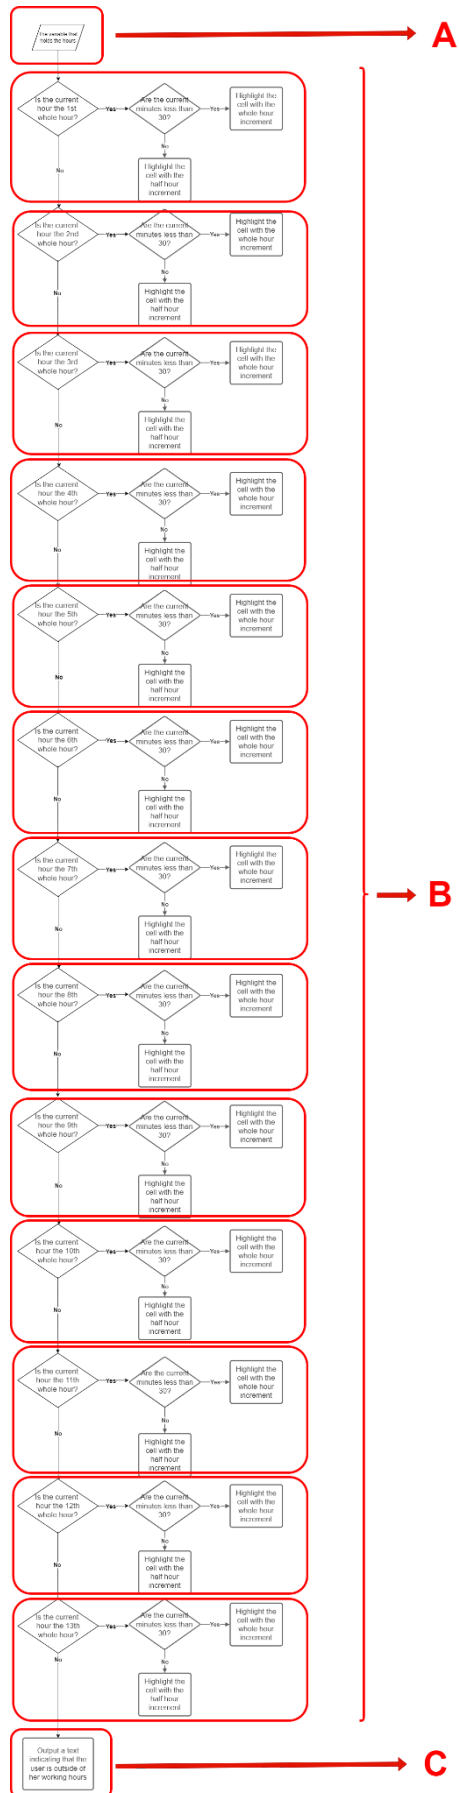 The variable that
holds the hours
A
Is the current
hour the 1st
whole hour?
Yes
Are the current
minutes less than
30?
Yes
Highlight the
cell with the
whole hour
increment
No
No
Highlight the
cell with the
half hour
increment
Is the current
hour the 2nd
whole hour?
Yes
Are the current
minutes less than
30?
Yes
Highlight the
cell with the
whole hour
increment
No
No
Highlight the
cell with the
half hour
increment
Is the current
hour the 3rd
whole hour?
Yes
Are the current
minutes less than
30?
Yes
Highlight the
cell with the
whole hour
increment
No
No
Highlight the
cell with the
half hour
increment
Is the current
hour the 4th
whole hour?
Yes
Are the current
minutes less than
30?
Yes
Highlight the
cell with the
whole hour
increment
No
No
Highlight the
cell with the
half hour
increment
Is the current
hour the 5th
whole hour?
Yes
Are the current
minutes less than
30?
Yes
Highlight the
cell with the
whole hour
increment
No
No
Highlight the
cell with the
half hour
increment
Is the current
hour the 6th
whole hour?
Yes
Are the current
minutes less than
30?
Yes
Highlight the
cell with the
whole hour
increment
No
No
Highlight the
cell with the
half hour
increment
Is the current
hour the 7th
whole hour?
Yes
Are the current
minutes less than
30?
Yes
Highlight the
cell with the
whole hour
increment
B
No
No
Highlight the
cell with the
half hour
increment
Is the current
hour the 8th
whole hour?
Yes
Are the current
minutes less than
30?
Yes
Highlight the
cell with the
whole hour
increment
No
No
Highlight the
cell with the
half hour
increment
Is the current
hour the 9th
whole hour?
Yes
Are the current
minutes less than
30?
Yes
Highlight the
cell with the
whole hour
increment
No
No
Highlight the
cell with the
half hour
increment
Is the current
hour the 10th
whole hour?
Yes
Are the current
minutes less than
30?
Yes
Highlight the
cell with the
whole hour
increment
No
No
Highlight the
cell with the
half hour
increment
Is the current
hour the 11th
whole hour?
Yes
Are the current
minutes less than
30?
Yes
Highlight the
cell with the
whole hour
increment
No
No
Highlight the
cell with the
half hour
increment
Is the current
hour the 12th
whole hour?
Yes
Are the current
minutes less than
30?
Yes
Highlight the
cell with the
whole hour
increment
No
No
Highlight the
cell with the
half hour
increment
Is the current
hour the 13th
whole hour?
Yes
Are the current
minutes less than
30?
Yes
Highlight the
cell with the
whole hour
increment
No
No
Highlight the
cell with the
half hour
increment
Output a text
indicating that the
user is outside of
her working hours
C